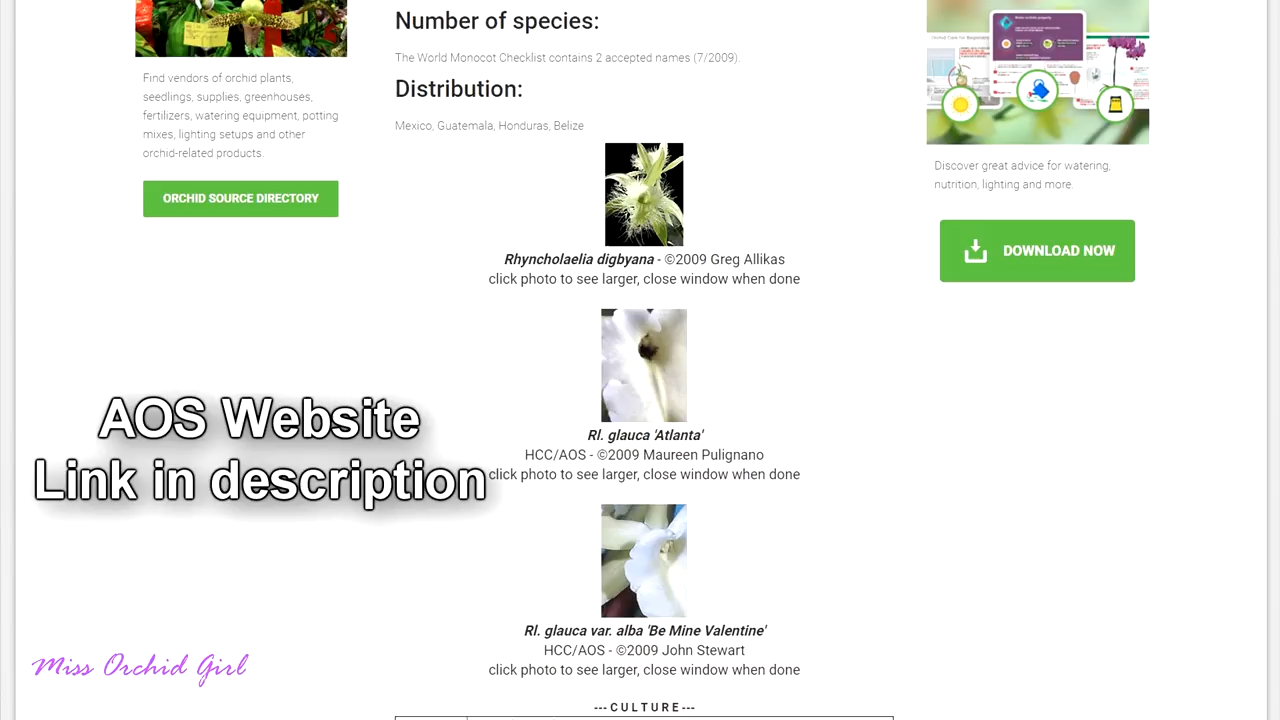 Find vendors of orchid plants,
seedlings, supplies, greenhouses,
fertilizers, watering equipment, potting
mixes, lighting setups and other
orchid-related products.
ORCHID SOURCE DIRECTORY
Number of species:
The World Monocot Checklist contains 2 accepted names (7/2009).
Distribution:
Mexico, Guatemala, Honduras, Belize
Rhyncholaelia digbyana - ©2009 Greg Allikas
click photo to see larger, close window when done
Rl. glauca 'Atlanta'
HCC/AOS - ©2009 Maureen Pulignano
click photo to see larger, close window when done
Rl. glauca var. alba 'Be Mine Valentine'
HCC/AOS - ©2009 John Stewart
click photo to see larger, close window when done
---CULTURE---
Discover great advice for watering,
nutrition, lighting and more.
DOWNLOAD NOW
AOS Website
Link in description
Miss Orchid Girl